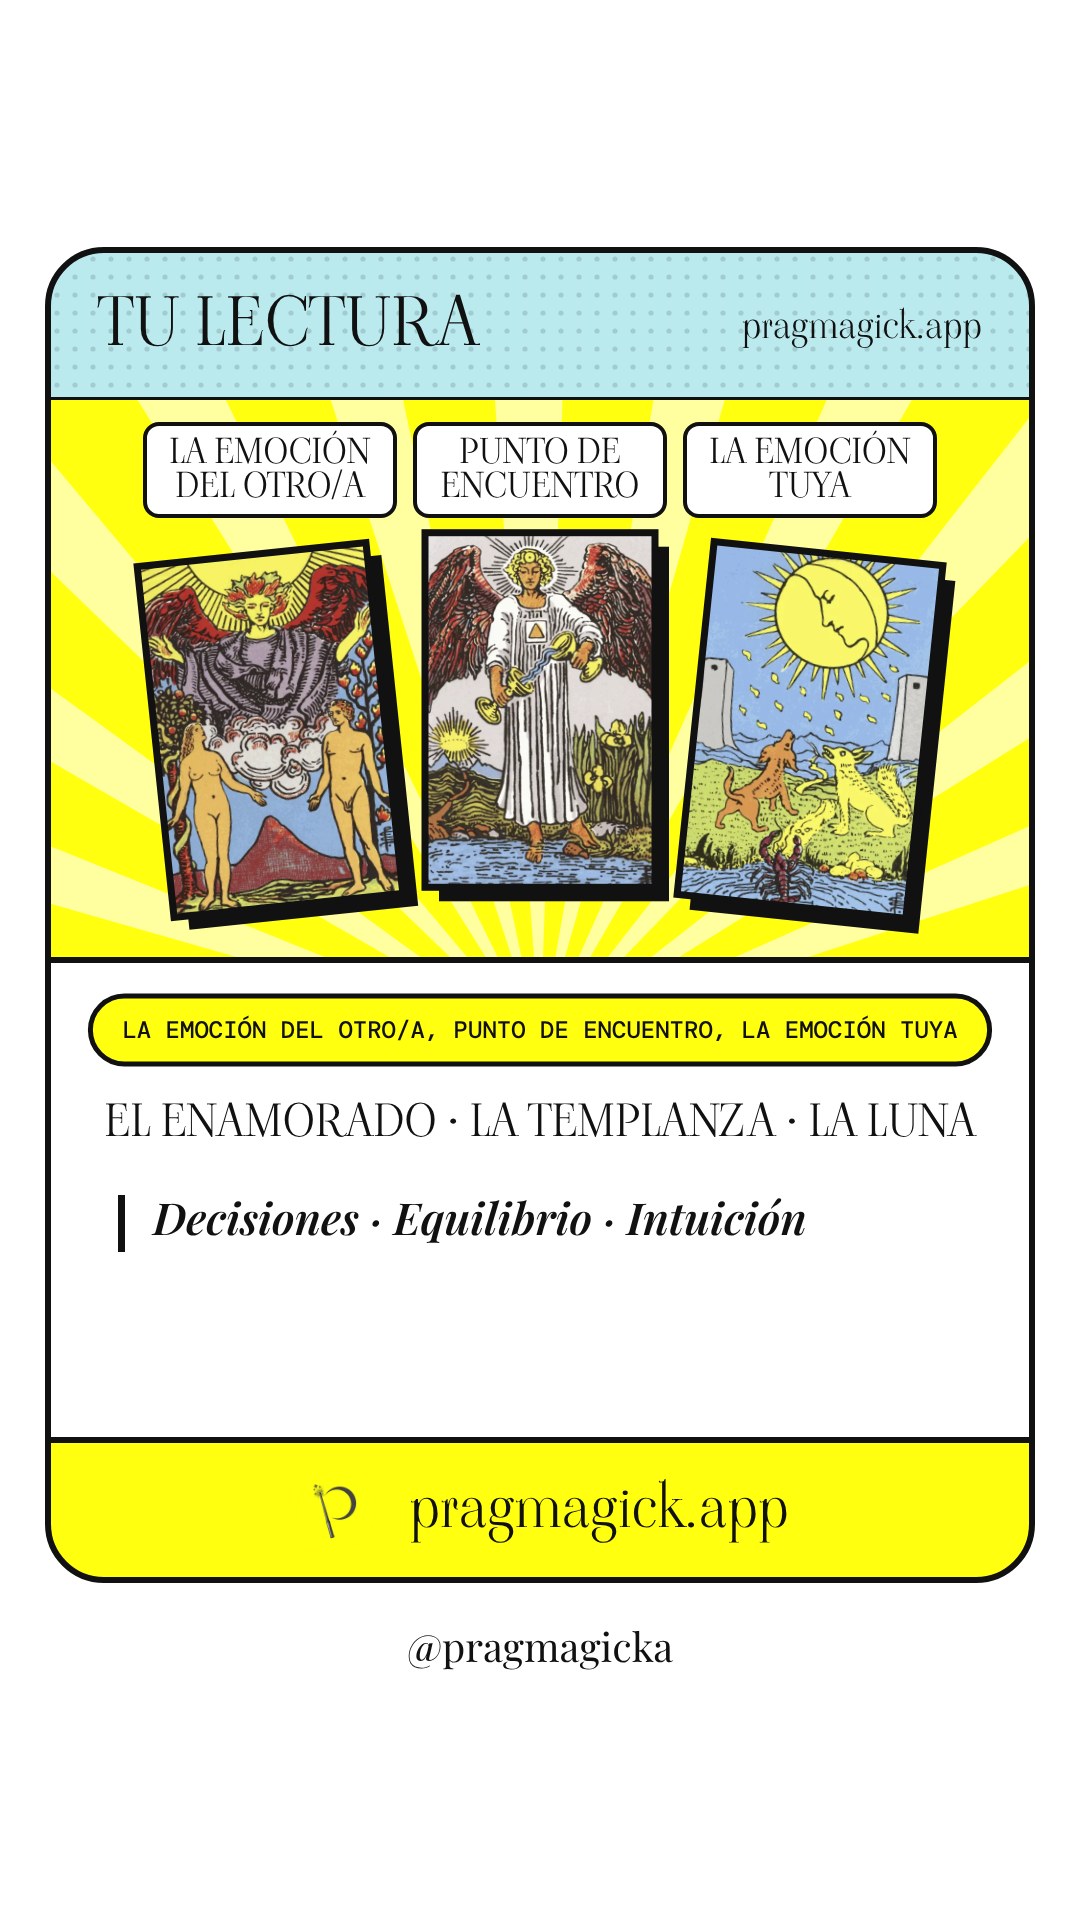 TU LECTURA
pragmagick.app
LA EMOCIÓN
DEL OTRO/A
PUNTO DE
ENCUENTRO
LA EMOCIÓN
TUYA
LA EMOCIÓN DEL OTRO/A, PUNTO DE ENCUENTRO, LA EMOCIÓN TUYA
EL ENAMORADO · LA TEMPLANZA · LA LUNA
Decisiones · Equilibrio · Intuición
pragmagick.app
@pragmagicka